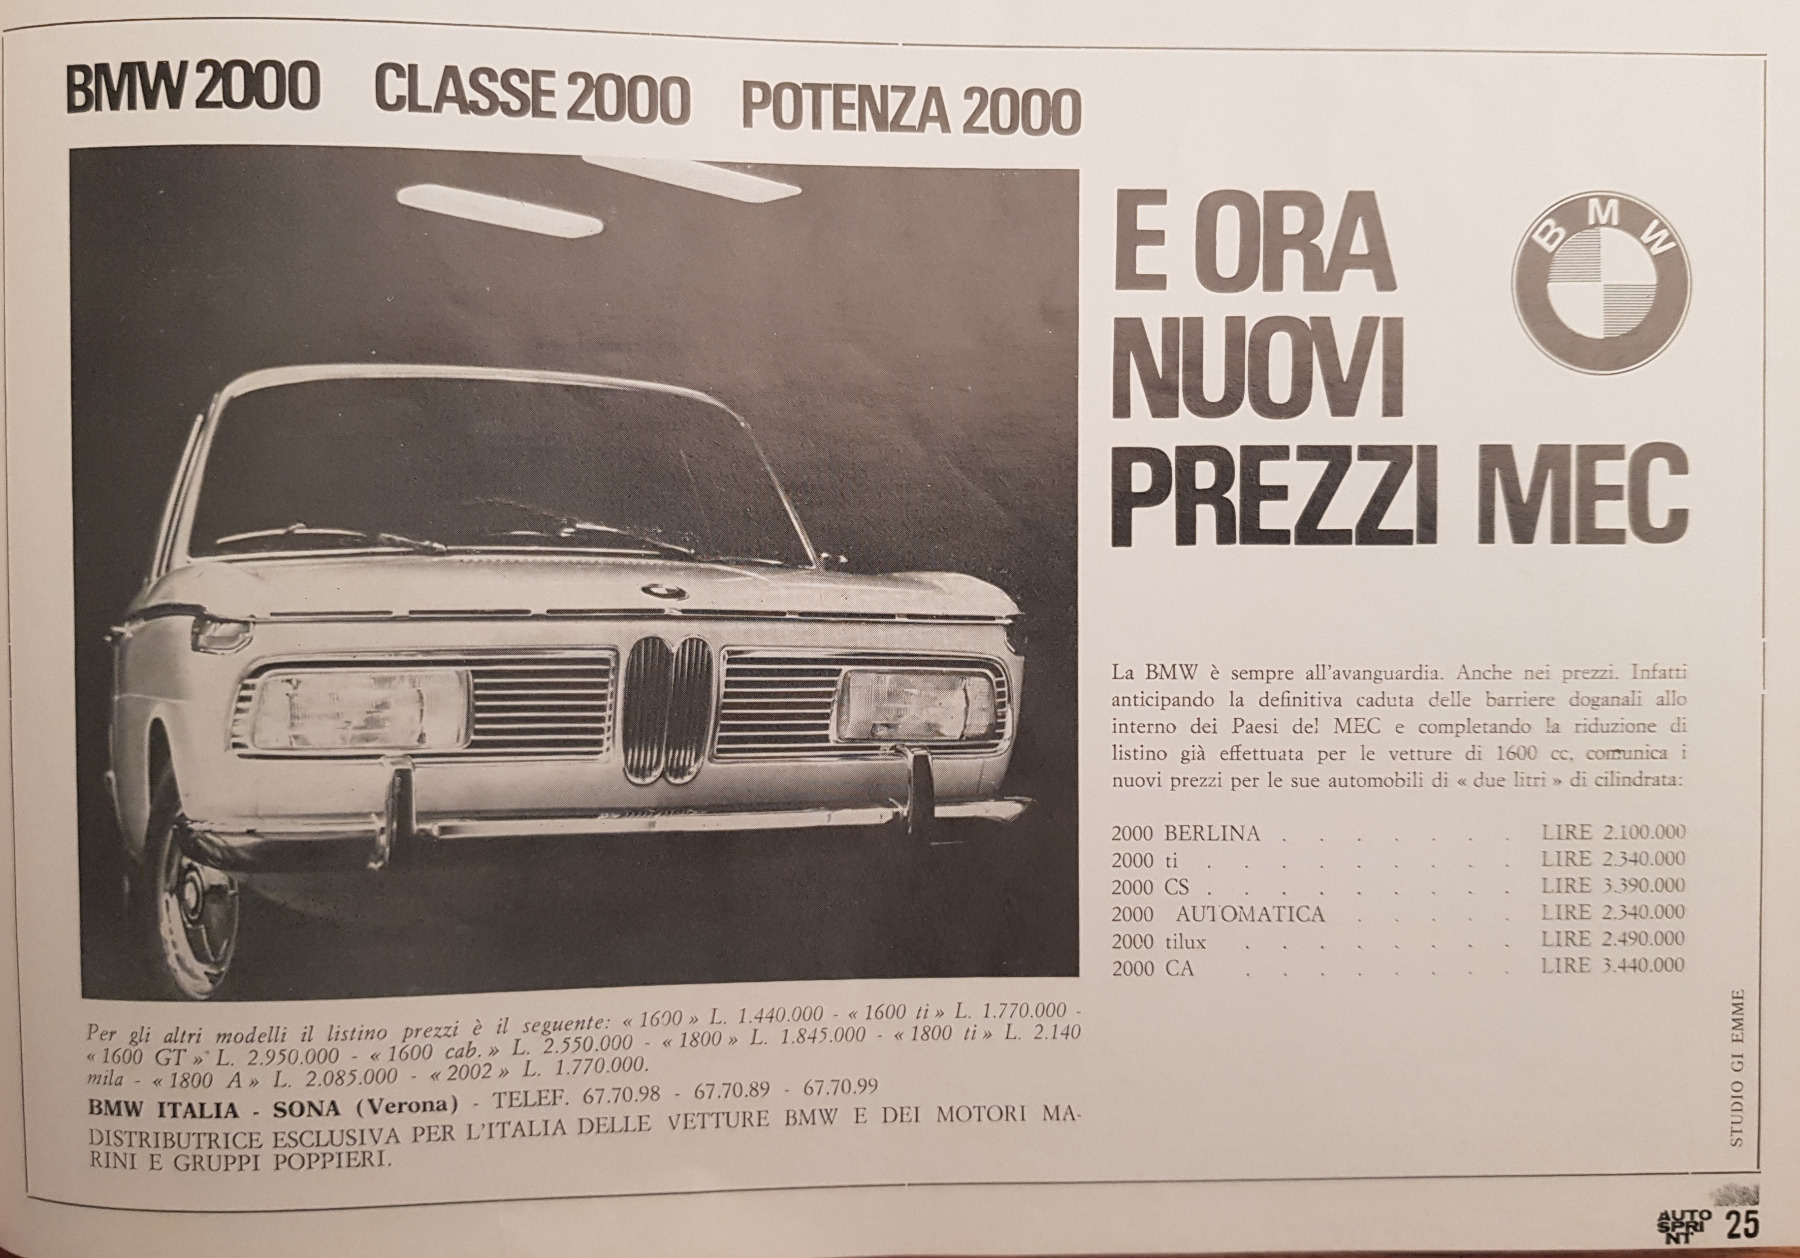 BMW 2000 CLASSE 2000 POTENZA 2000
E ORA
NUOVI
PREZZI MEC
BMW
La BMW è sempre all'avanguardia. Anche nei prezzi. Infatti
anticipando la definitiva caduta delle barriere doganali allo
interno dei Paesi del MEC e completando la riduzione di
listino già effettuata per le vetture di 1600 cc, comunica i
nuovi prezzi per le sue automobili di « due litri » di cilindrata:
2000 BERLINA . . . . . . . LIRE 2.100.000
2000 ti . . . . . . . . . LIRE 2.340.000
2000 CS . . . . . . . . . LIRE 3.390.000
2000 AUTOMATICA . . . . . LIRE 2.340.000
2000 tilux . . . . . . . . LIRE 2.490.000
2000 CA . . . . . . . . LIRE 3.440.000
Per gli altri modelli il listino prezzi è il seguente: « 1600 » L. 1.440.000 - « 1600 ti » L. 1.770.000 -
« 1600 GT » L. 2.950.000 - « 1600 cab. » L. 2.550.000 - « 1800 » L. 1.845.000 - « 1800 ti » L. 2.140
mila - « 1800 A » L. 2.085.000 - « 2002 » L. 1.770.000.
BMW ITALIA - SONA (Verona) - TELEF. 67.70.98 - 67.70.89 - 67.70.99
DISTRIBUTRICE ESCLUSIVA PER L'ITALIA DELLE VETTURE BMW E DEI MOTORI MA-
RINI E GRUPPI POPPIERI.
STUDIO GI EMME
AUTO
SPRI
NT
25